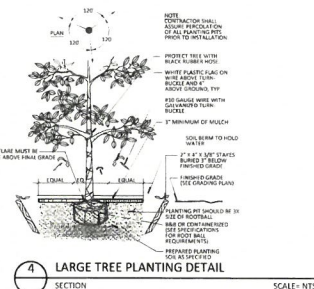 120
120
120
PLAN
NOTE
CONTRACTOR SHALL
ASSURE PERCOLATION
OF ALL PLANTING PITS
PRIOR TO INSTALLATION
PROTECT TREE WITH
BLACK RUBBER HOSE
WHITE PLASTIC FLAG ON
WIRE ABOVE TURN-
BUCKLE AND 4"
ABOVE GROUND, TYP
#10 GAUGE WIRE WITH
GALVANIZED TURN-
BUCKLE
3" MINIMUM OF MULCH
SOIL BERM TO HOLD
WATER
FLARE MUST BE
ABOVE FINAL GRADE
2" X 4" X 3/8" STAKES
BURIED 3" BELOW
FINISHED GRADE
EQUAL
EQUAL
FINISHED GRADE
(SEE GRADING PLAN)
PLANTING PIT SHOULD BE 3X
SIZE OF ROOTBALL
B&B OR CONTAINERIZED
(SEE SPECIFICATIONS
FOR ROOT BALL
REQUIREMENTS)
PREPARED PLANTING
SOIL AS SPECIFIED
4 LARGE TREE PLANTING DETAIL
SECTION SCALE= NTS